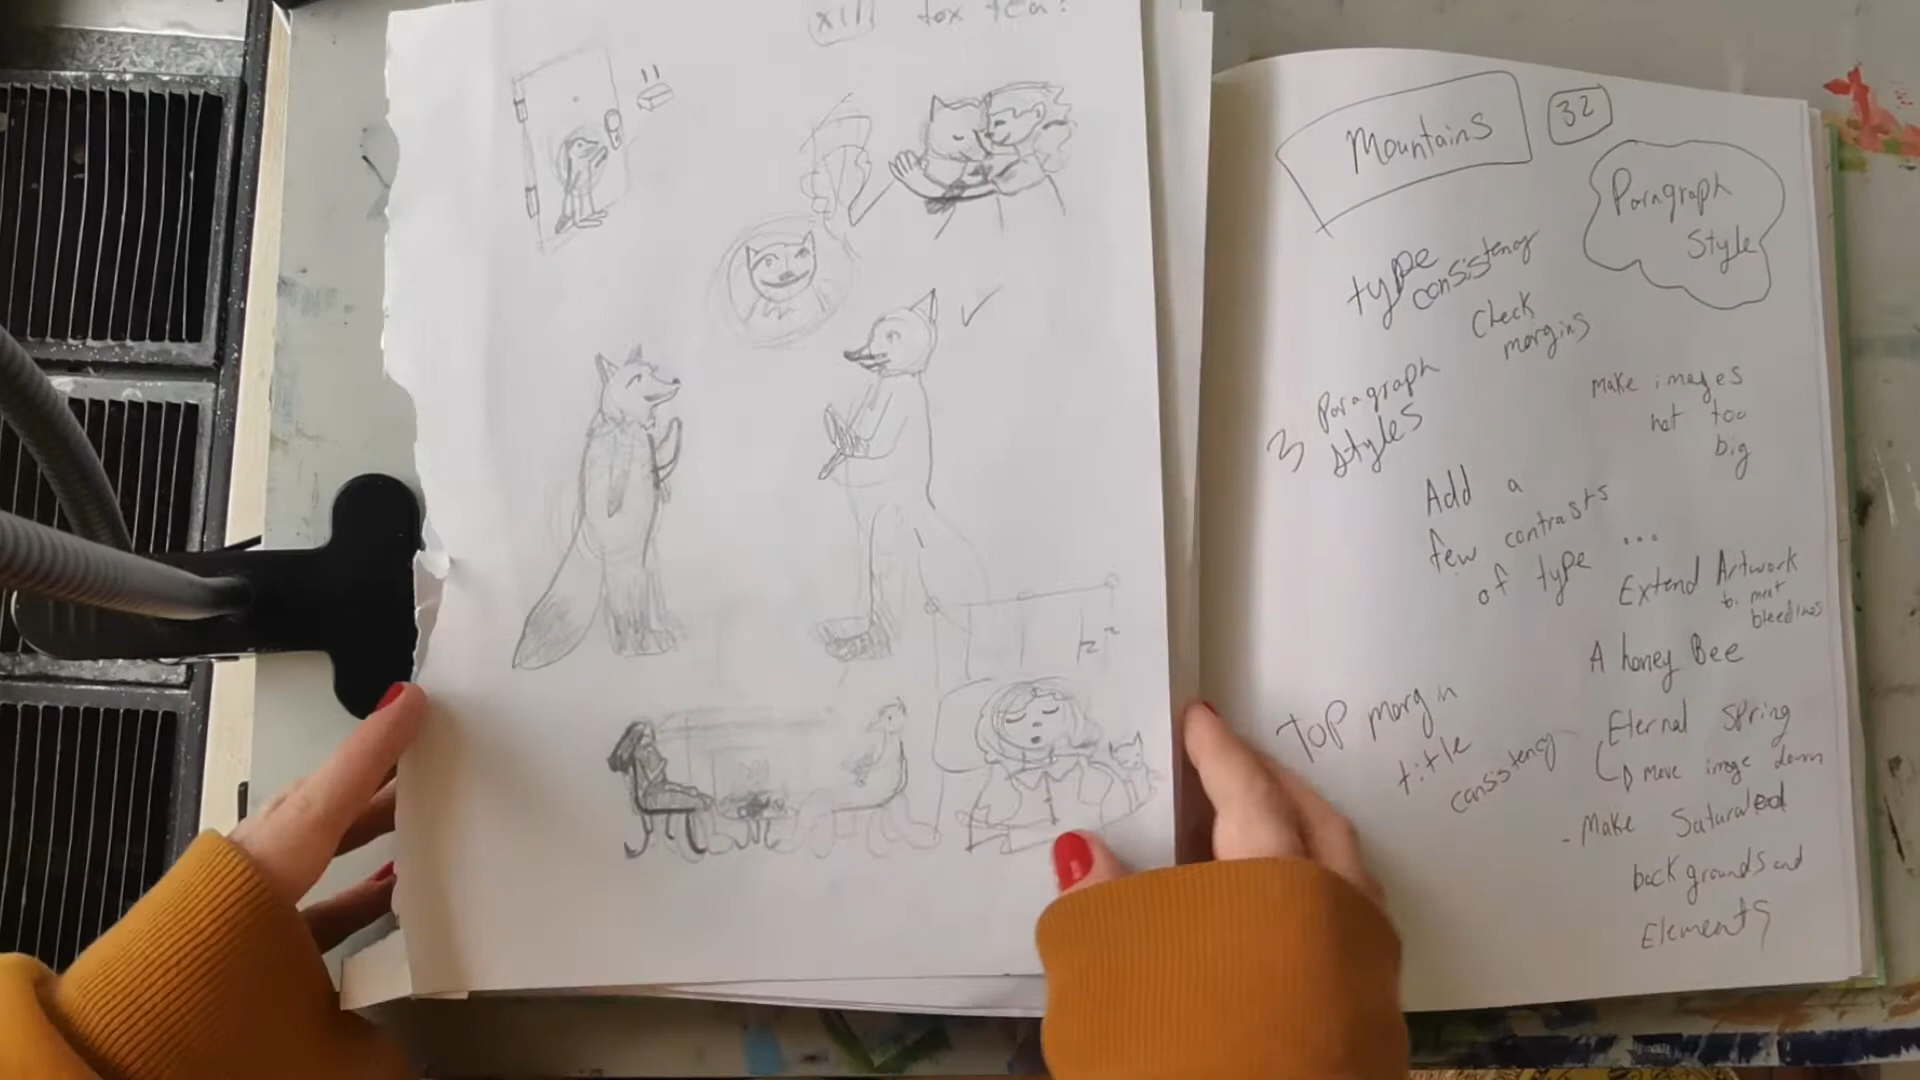 fox tea?
Mountains
32
Paragraph
Style
type
consistency
Check
margins
3 Paragraph
styles
Make images
not too
big
Add a
few contrasts
of type ...
Extend Artwork
to meet
bleedlines
A honey Bee
Top margin
title
consistency
Eternal Spring
move image down
- Make Saturated
backgrounds and
Elements